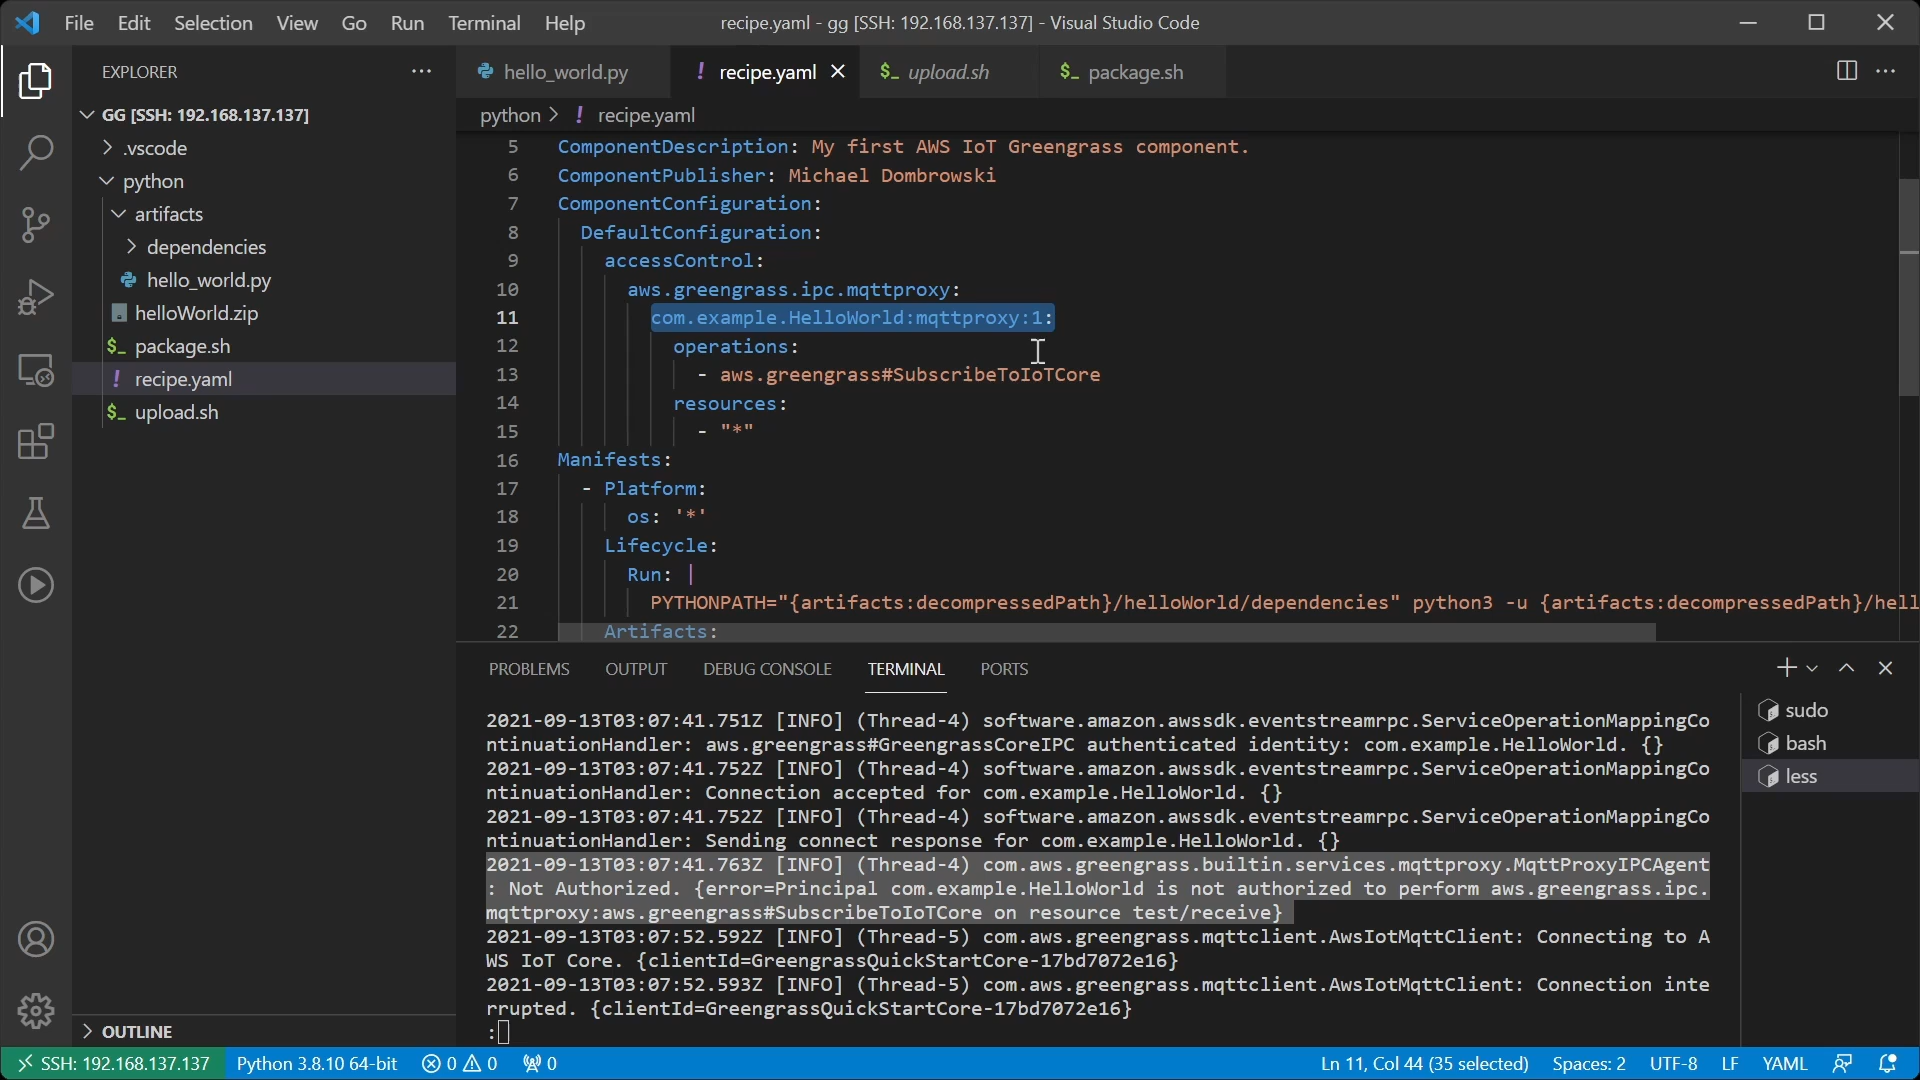 File Edit Selection View Go Run Terminal Help
recipe.yaml - gg [SSH: 192.168.137.137] - Visual Studio Code
EXPLORER
GG [SSH: 192.168.137.137]
.vscode
python
artifacts
dependencies
hello_world.py
helloWorld.zip
$_ package.sh
! recipe.yaml
$_ upload.sh
OUTLINE
hello_world.py
! recipe.yaml
$_ upload.sh
$_ package.sh
python > ! recipe.yaml
5 ComponentDescription: My first AWS IoT Greengrass component.
6 ComponentPublisher: Michael Dombrowski
7 ComponentConfiguration:
8 DefaultConfiguration:
9 accessControl:
10 aws.greengrass.ipc.mqttproxy:
11 com.example.HelloWorld:mqttproxy:1:
12 operations:
13 - aws.greengrass#SubscribeToIoTCore
14 resources:
15 - "*"
16 Manifests:
17 - Platform:
18 os: '*'
19 Lifecycle:
20 Run: |
21 PYTHONPATH="{artifacts:decompressedPath}/helloWorld/dependencies" python3 -u {artifacts:decompressedPath}/hell
22 Artifacts:
PROBLEMS OUTPUT DEBUG CONSOLE TERMINAL PORTS
2021-09-13T03:07:41.751Z [INFO] (Thread-4) software.amazon.awssdk.eventstreamrpc.ServiceOperationMappingCo
ntinuationHandler: aws.greengrass#GreengrassCoreIPC authenticated identity: com.example.HelloWorld. {}
2021-09-13T03:07:41.752Z [INFO] (Thread-4) software.amazon.awssdk.eventstreamrpc.ServiceOperationMappingCo
ntinuationHandler: Connection accepted for com.example.HelloWorld. {}
2021-09-13T03:07:41.752Z [INFO] (Thread-4) software.amazon.awssdk.eventstreamrpc.ServiceOperationMappingCo
ntinuationHandler: Sending connect response for com.example.HelloWorld. {}
2021-09-13T03:07:41.763Z [INFO] (Thread-4) com.aws.greengrass.builtin.services.mqttproxy.MqttProxyIPCAgent
: Not Authorized. {error=Principal com.example.HelloWorld is not authorized to perform aws.greengrass.ipc.
mqttproxy:aws.greengrass#SubscribeToIoTCore on resource test/receive}
2021-09-13T03:07:52.592Z [INFO] (Thread-5) com.aws.greengrass.mqttclient.AwsIotMqttClient: Connecting to A
WS IoT Core. {clientId=GreengrassQuickStartCore-17bd7072e16}
2021-09-13T03:07:52.593Z [INFO] (Thread-5) com.aws.greengrass.mqttclient.AwsIotMqttClient: Connection inte
rrupted. {clientId=GreengrassQuickStartCore-17bd7072e16}
:
sudo
bash
less
SSH: 192.168.137.137 Python 3.8.10 64-bit 0 0 0
Ln 11, Col 44 (35 selected) Spaces: 2 UTF-8 LF YAML